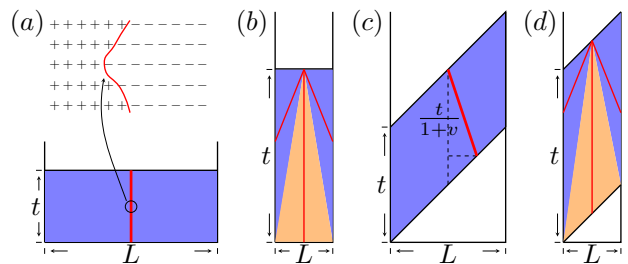 (a)
+ + + + + + − − − − − −
+ + + + + − − − − − − −
+ + + + − − − − − − − −
+ + + + + − − − − − − −
+ + + + + + − − − − − −
t
L
(b)
t
L
(c)
t
t/(1+v)
L
(d)
t
L